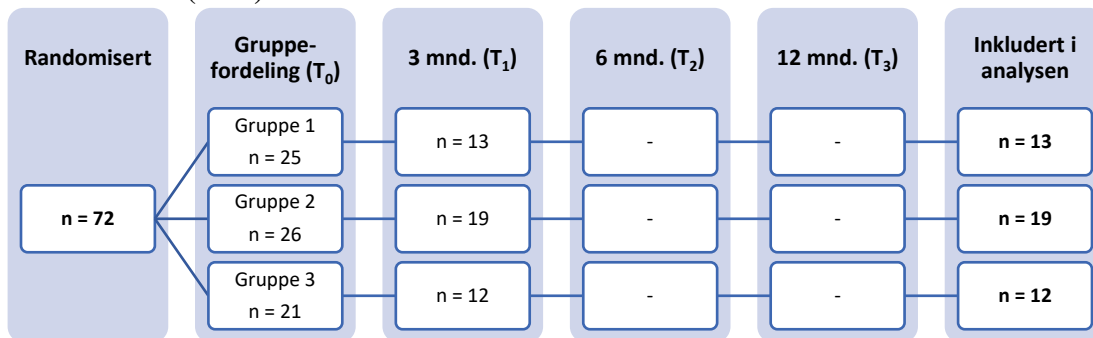 Randomisert
Gruppe-
fordeling (T0)
3 mnd. (T1)
6 mnd. (T2)
12 mnd. (T3)
Inkludert i
analysen
n = 72
Gruppe 1
n = 25
n = 13
-
-
n = 13
Gruppe 2
n = 26
n = 19
-
-
n = 19
Gruppe 3
n = 21
n = 12
-
-
n = 12